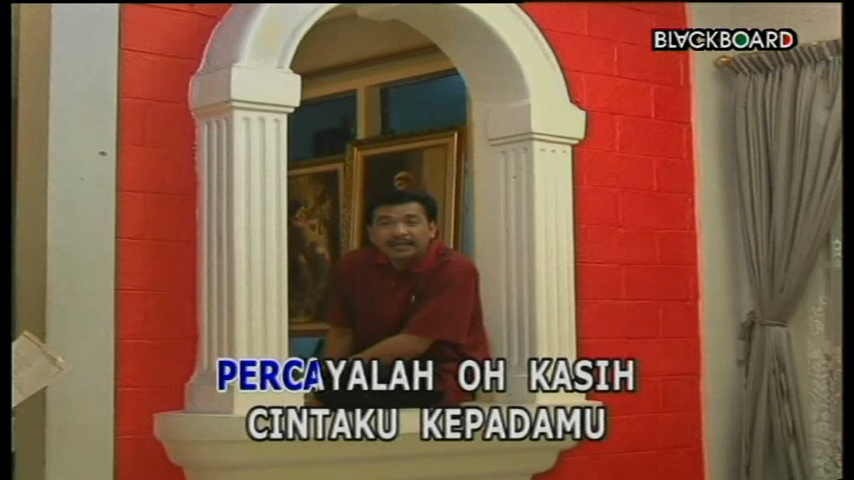 BLACKBOARD
PERCAYALAH OH KASIH
CINTAKU KEPADAMU